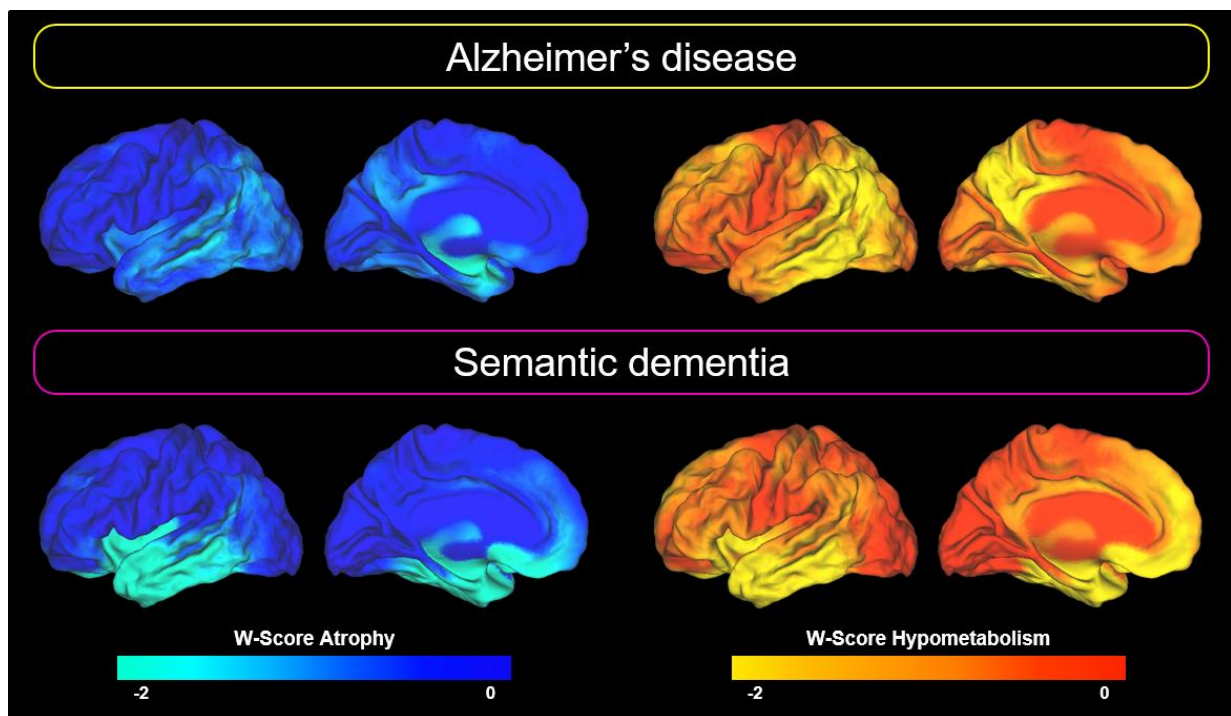 Alzheimer’s disease
Semantic dementia
W-Score Atrophy
W-Score Hypometabolism
-2 0
-2 0